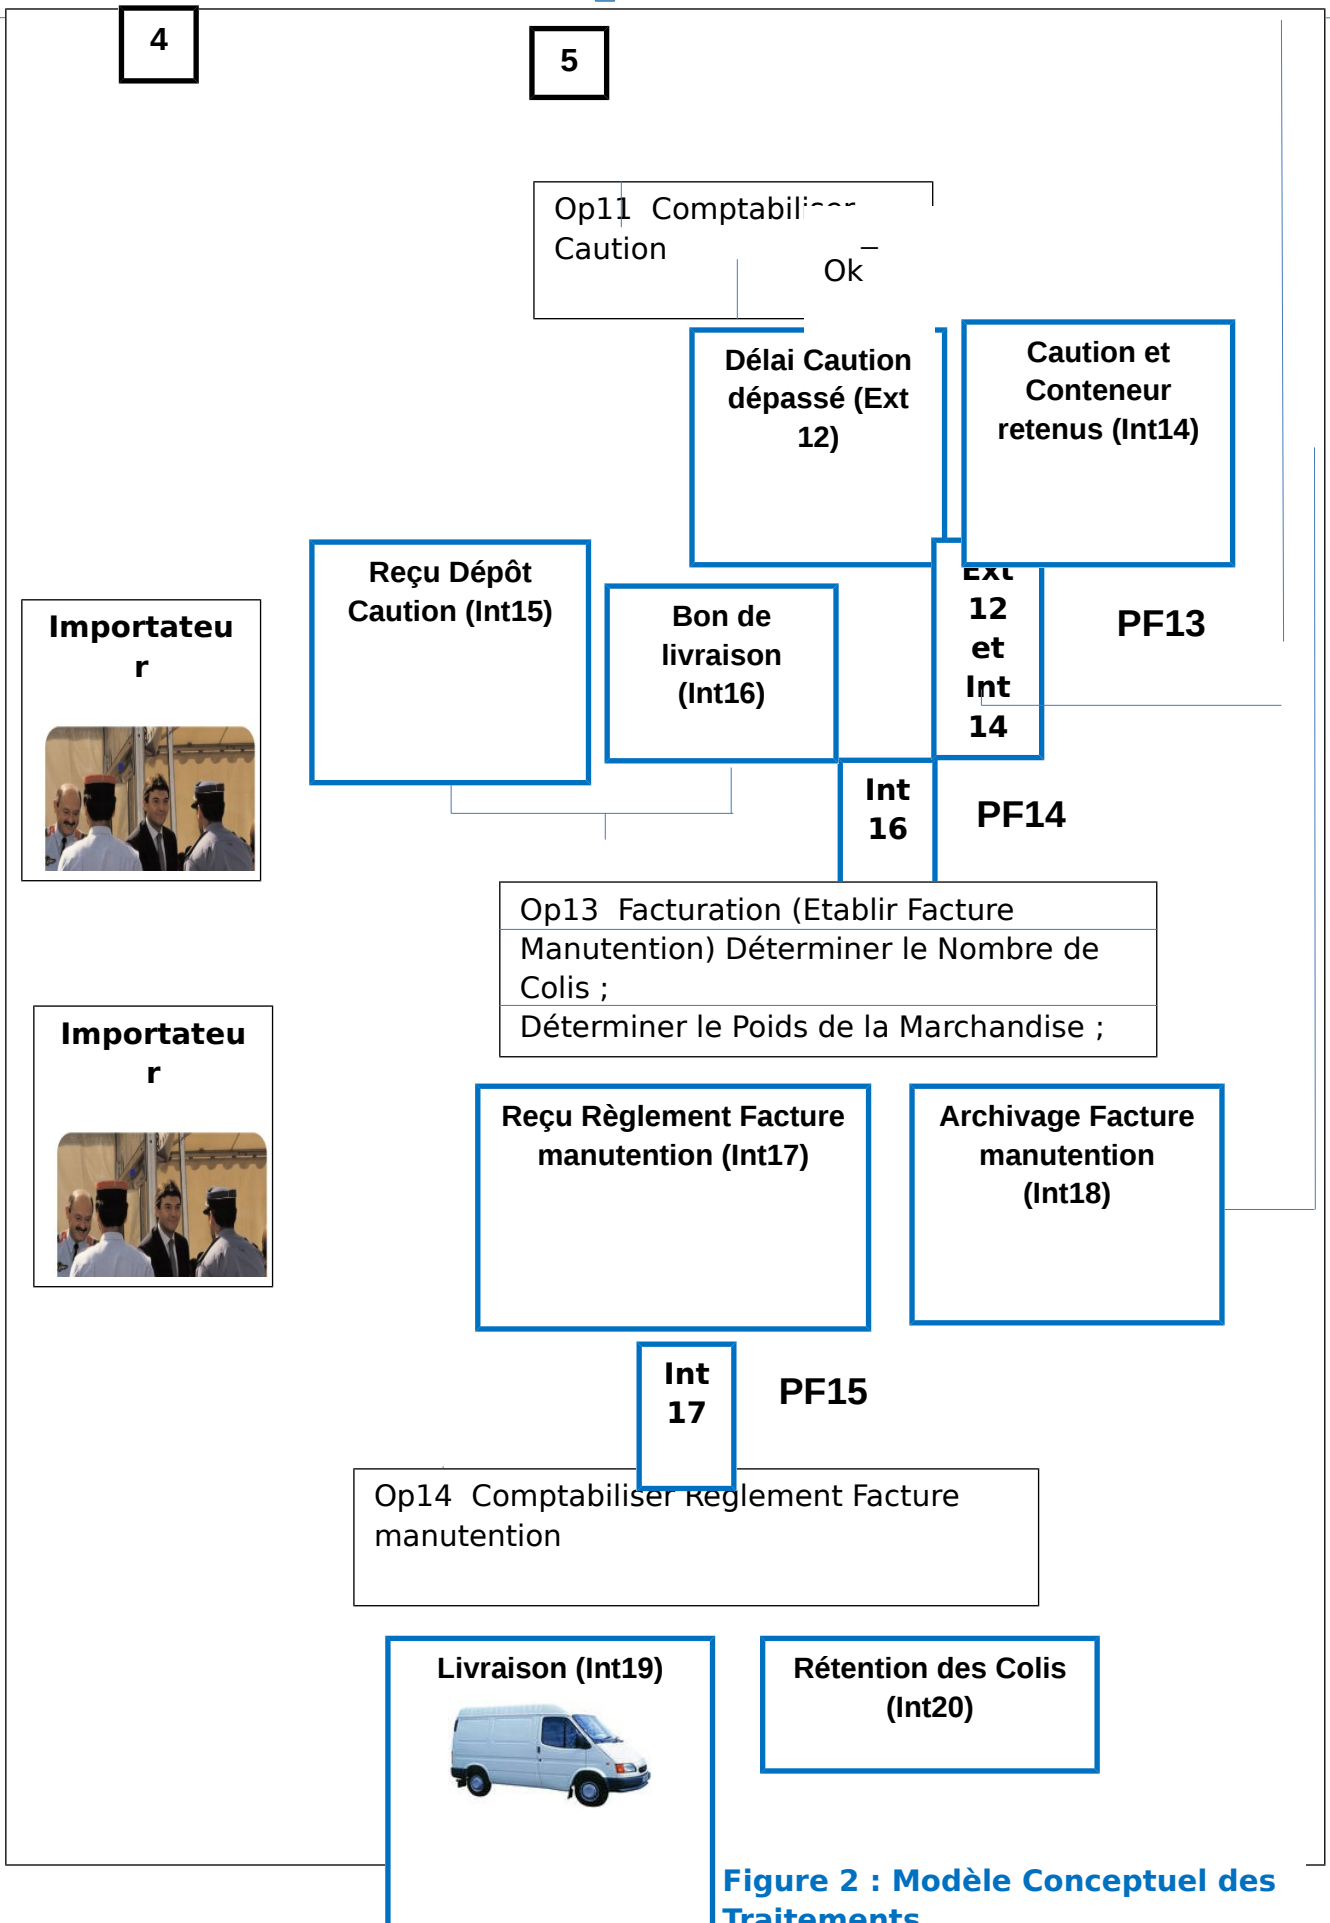 4
5
Op11 Comptabiliser
Caution
Ok
Délai Caution
dépassé (Ext
12)
Caution et
Conteneur
retenus (Int14)
Reçu Dépôt
Caution (Int15)
Bon de
livraison
(Int16)
Ext
12
et
Int
14
PF13
Importateu
r
Int
16
PF14
Op13 Facturation (Etablir Facture
Manutention) Déterminer le Nombre de
Colis ;
Déterminer le Poids de la Marchandise ;
Importateu
r
Reçu Règlement Facture
manutention (Int17)
Archivage Facture
manutention
(Int18)
Int
17
PF15
Op14 Comptabiliser Règlement Facture
manutention
Livraison (Int19)
Rétention des Colis
(Int20)
Figure 2 : Modèle Conceptuel des
Traitements